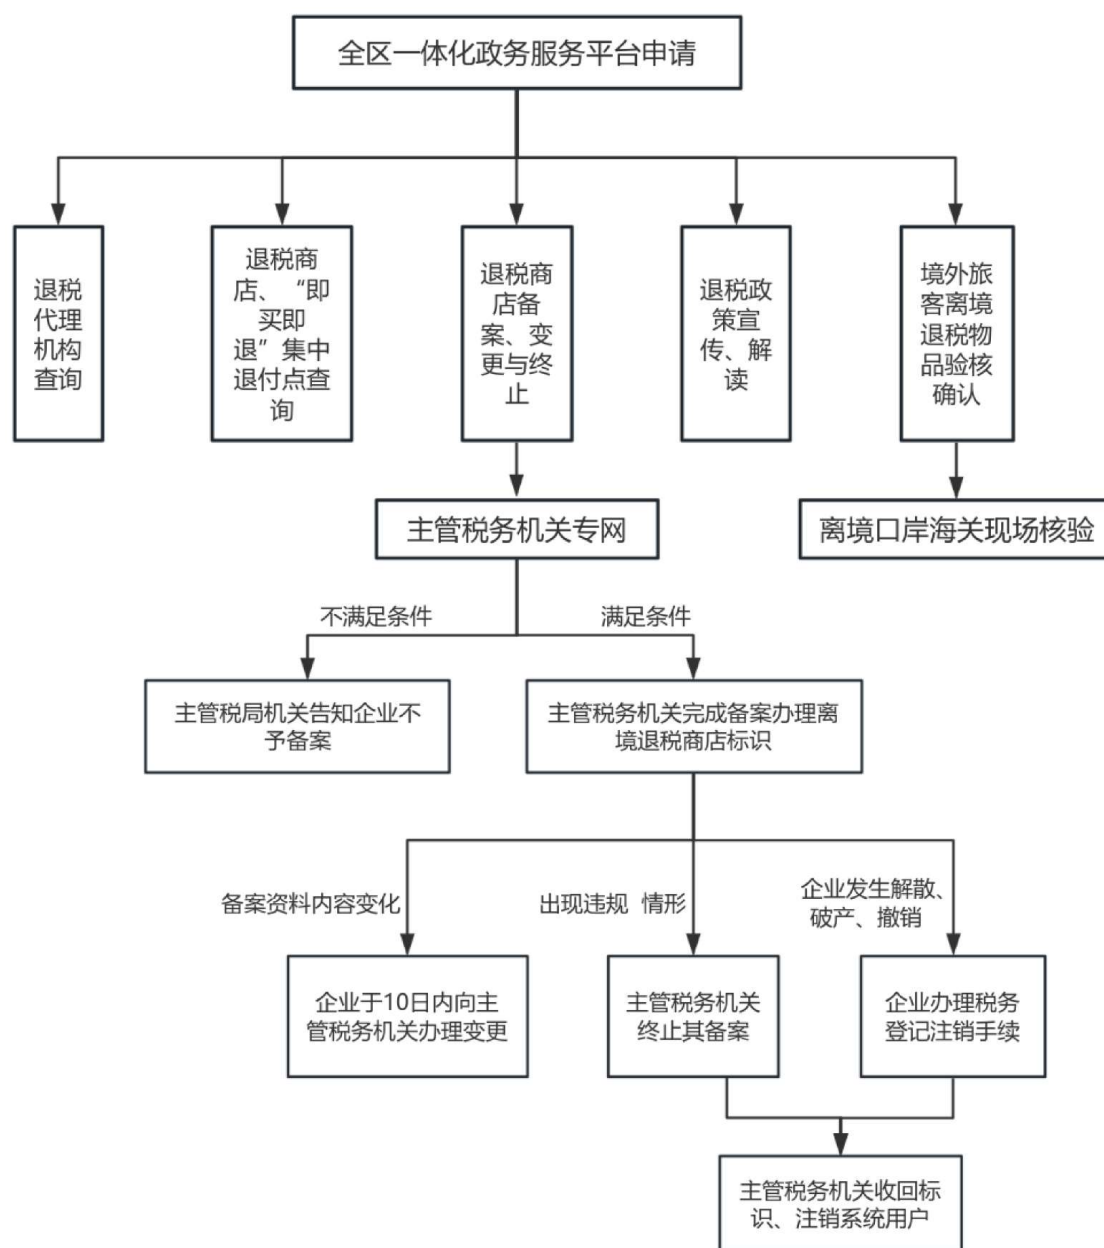 全区一体化政务服务平台申请
退税
代理
机构
查询
退税商
店、“即
买即
退”集中
退付点查
询
退税商
店备
案、变
更与终
止
退税政
策宣
传、解
读
境外旅
客离境
退税物
品验核
确认
主管税务机关专网
离境口岸海关现场核验
不满足条件
满足条件
主管税局机关告知企业不
予备案
主管税务机关完成备案办理离
境退税商店标识
备案资料内容变化
出现违规 情形
企业发生解散、
破产、撤销
企业于10日内向主
管税务机关办理变更
主管税务机关
终止其备案
企业办理税务
登记注销手续
主管税务机关收回标
识、注销系统用户